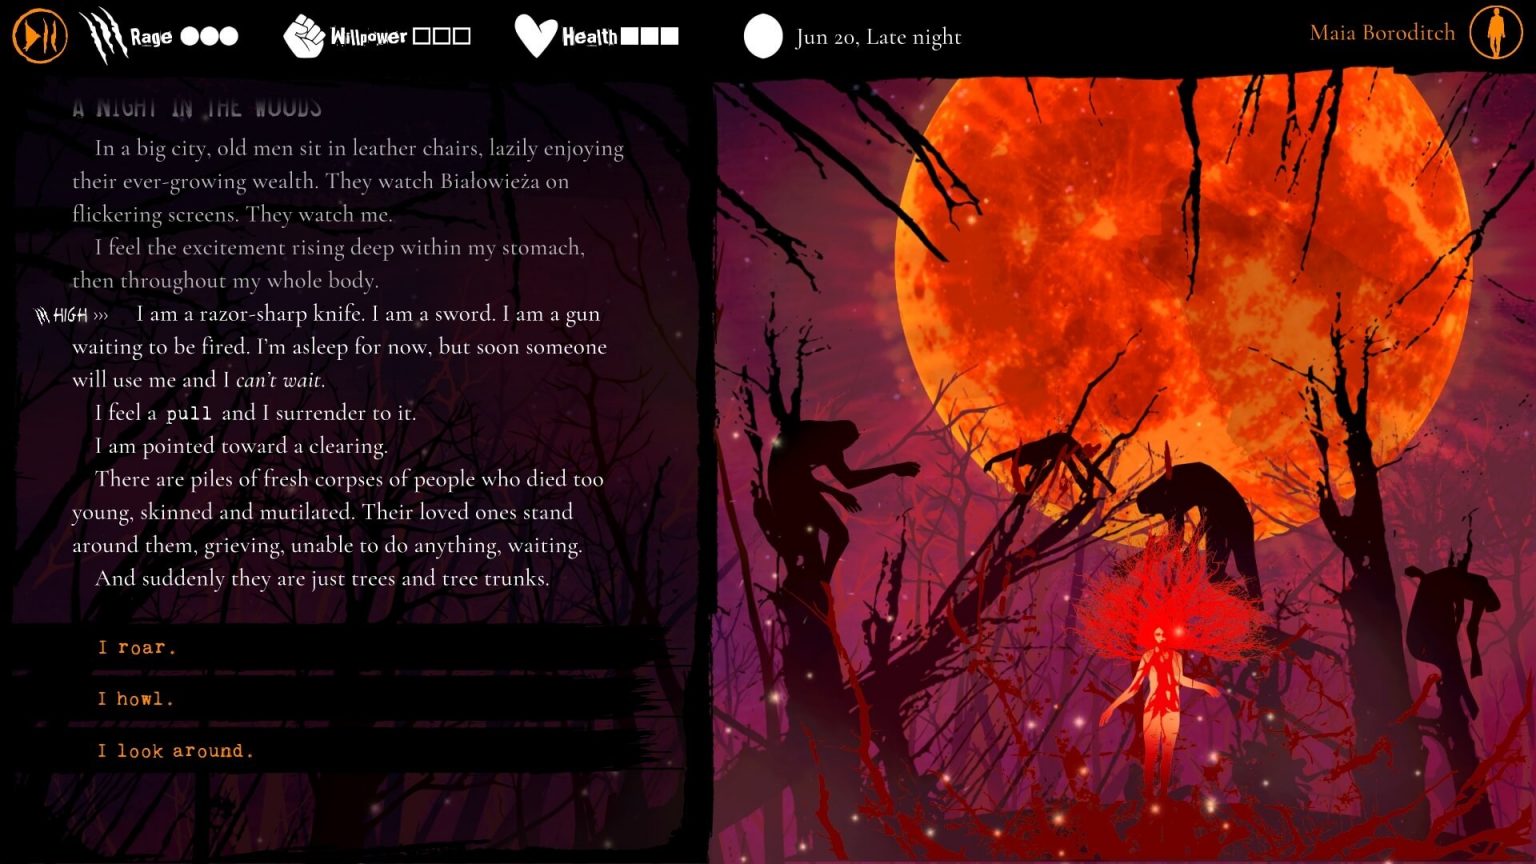 Rage
Willpower
Health
Jun 20, Late night
Maia Boroditch
A NIGHT IN THE WOODS
In a big city, old men sit in leather chairs, lazily enjoying
their ever-growing wealth. They watch Białowieża on
flickering screens. They watch me.
I feel the excitement rising deep within my stomach,
then throughout my whole body.
HIGH ››› I am a razor-sharp knife. I am a sword. I am a gun
waiting to be fired. I’m asleep for now, but soon someone
will use me and I can’t wait.
I feel a pull and I surrender to it.
I am pointed toward a clearing.
There are piles of fresh corpses of people who died too
young, skinned and mutilated. Their loved ones stand
around them, grieving, unable to do anything, waiting.
And suddenly they are just trees and tree trunks.
I roar.
I howl.
I look around.